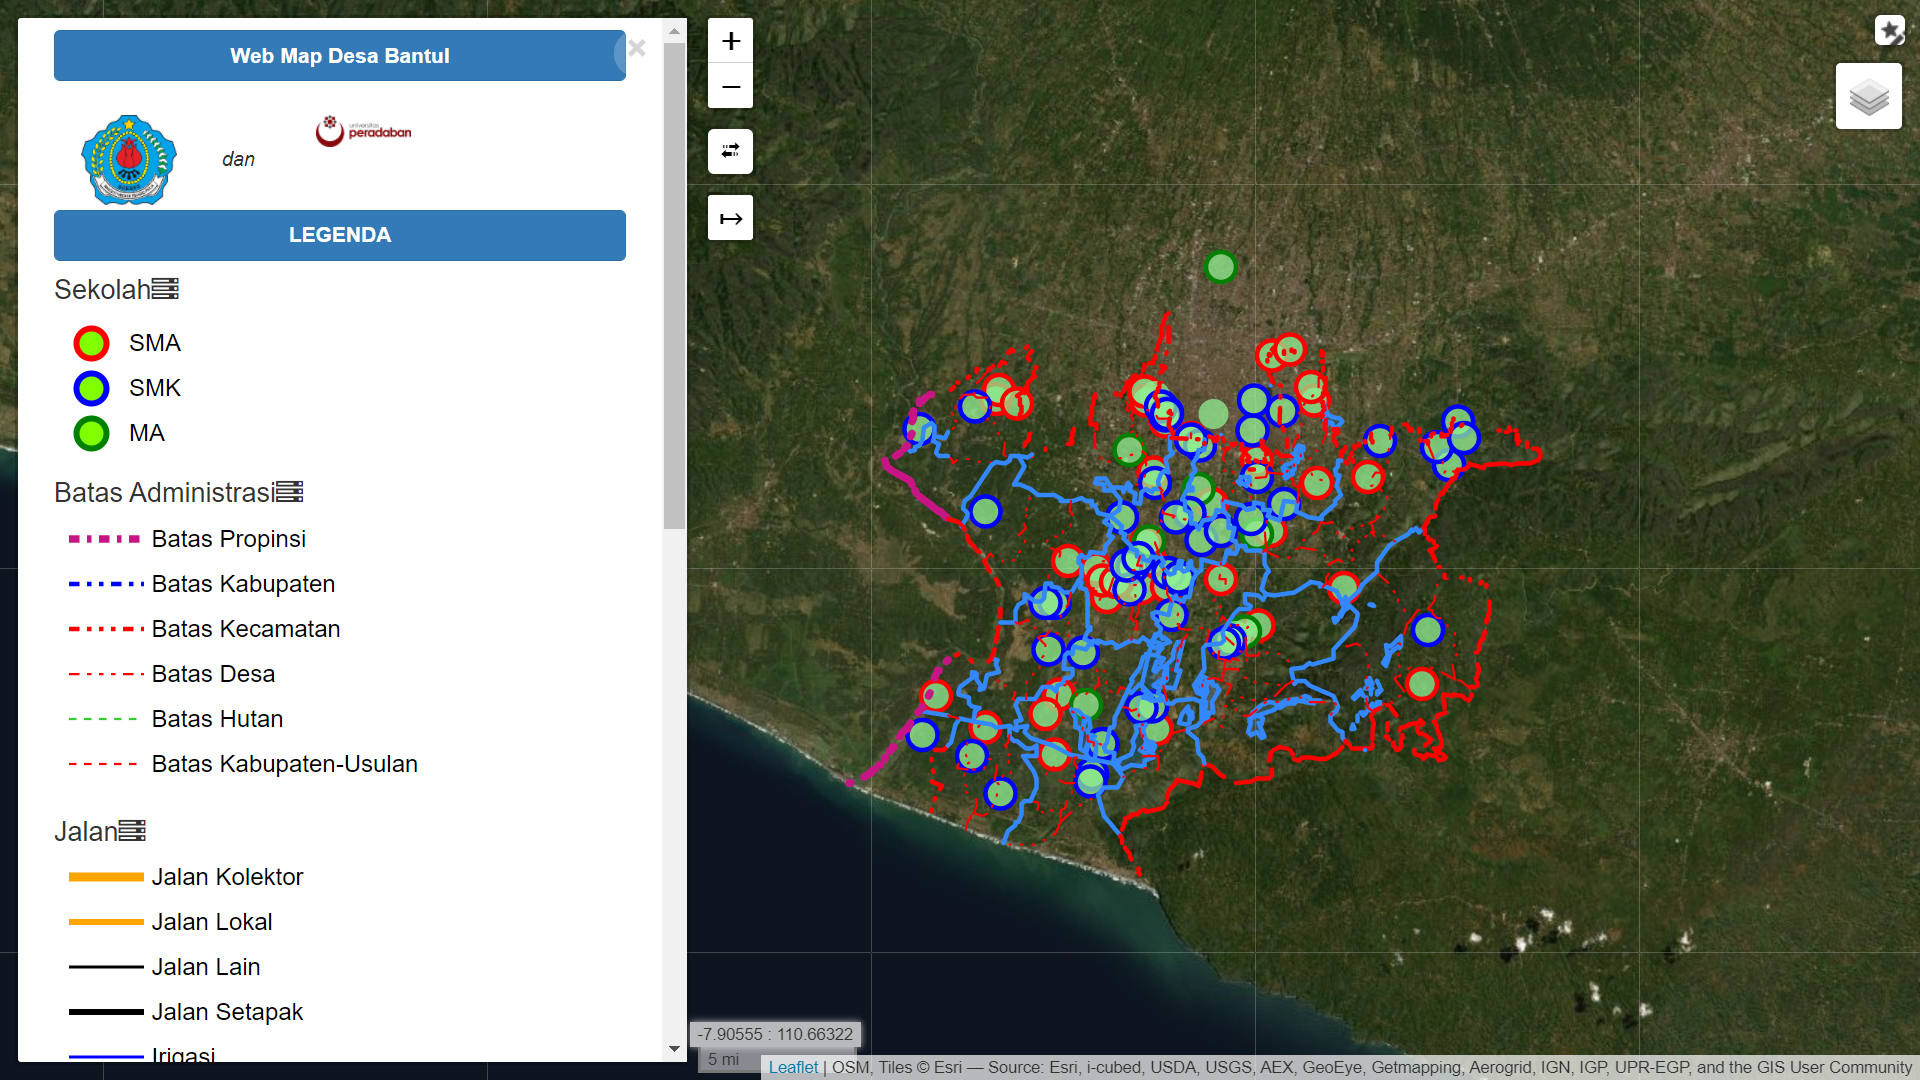 Web Map Desa Bantul
×
dan
universitas
peradaban
LEGENDA
Sekolah
SMA
SMK
MA
Batas Administrasi
Batas Propinsi
Batas Kabupaten
Batas Kecamatan
Batas Desa
Batas Hutan
Batas Kabupaten-Usulan
Jalan
Jalan Kolektor
Jalan Lokal
Jalan Lain
Jalan Setapak
Irigasi
+
−
-7.90555 : 110.66322
5 mi
Leaflet | OSM, Tiles © Esri — Source: Esri, i-cubed, USDA, USGS, AEX, GeoEye, Getmapping, Aerogrid, IGN, IGP, UPR-EGP, and the GIS User Community